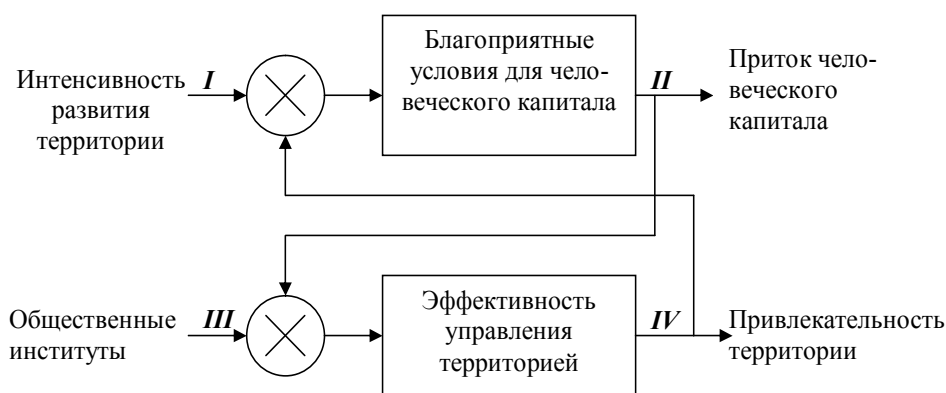 Интенсивность
развития
территории
I
Благоприятные
условия для чело-
веческого капитала
II
Приток чело-
веческого
капитала
Общественные
институты
III
Эффективность
управления
территорией
IV
Привлекательность
территории